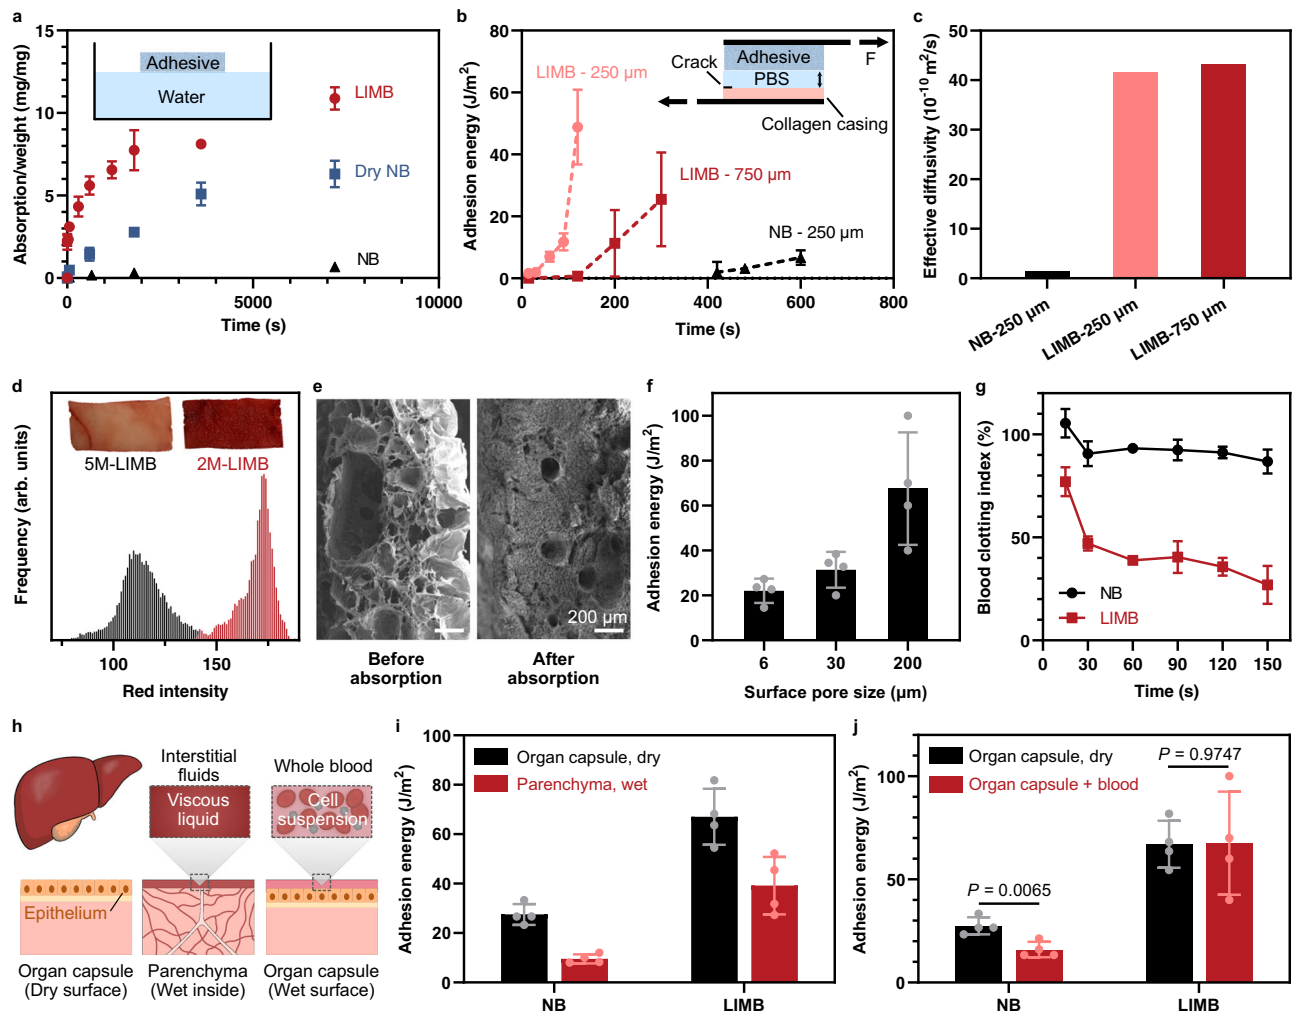 a
Absorption/weight (mg/mg)
15
10
5
0
Adhesive
Water
LIMB
Dry NB
NB
0
5000
10000
Time (s)
b
Adhesion energy (J/m²)
80
60
40
20
0
LIMB - 250 µm
LIMB - 750 µm
NB - 250 µm
Crack
Adhesive
PBS
F
Collagen casing
0
200
400
600
800
Time (s)
c
Effective diffusivity (10⁻¹⁰ m²/s)
50
40
30
20
10
0
NB-250 µm
LIMB-250 µm
LIMB-750 µm
d
Frequency (arb. units)
5M-LIMB
2M-LIMB
100
150
Red intensity
e
200 µm
Before
absorption
After
absorption
f
Adhesion energy (J/m²)
100
80
60
40
20
0
6
30
200
Surface pore size (µm)
g
Blood clotting index (%)
100
50
0
NB
LIMB
0
30
60
90
120
150
Time (s)
h
Interstitial
fluids
Whole blood
Viscous
liquid
Cell
suspension
Epithelium
Organ capsule
(Dry surface)
Parenchyma
(Wet inside)
Organ capsule
(Wet surface)
i
Adhesion energy (J/m²)
100
80
60
40
20
0
Organ capsule, dry
Parenchyma, wet
NB
LIMB
j
Adhesion energy (J/m²)
100
50
0
Organ capsule, dry
Organ capsule + blood
P = 0.9747
P = 0.0065
NB
LIMB